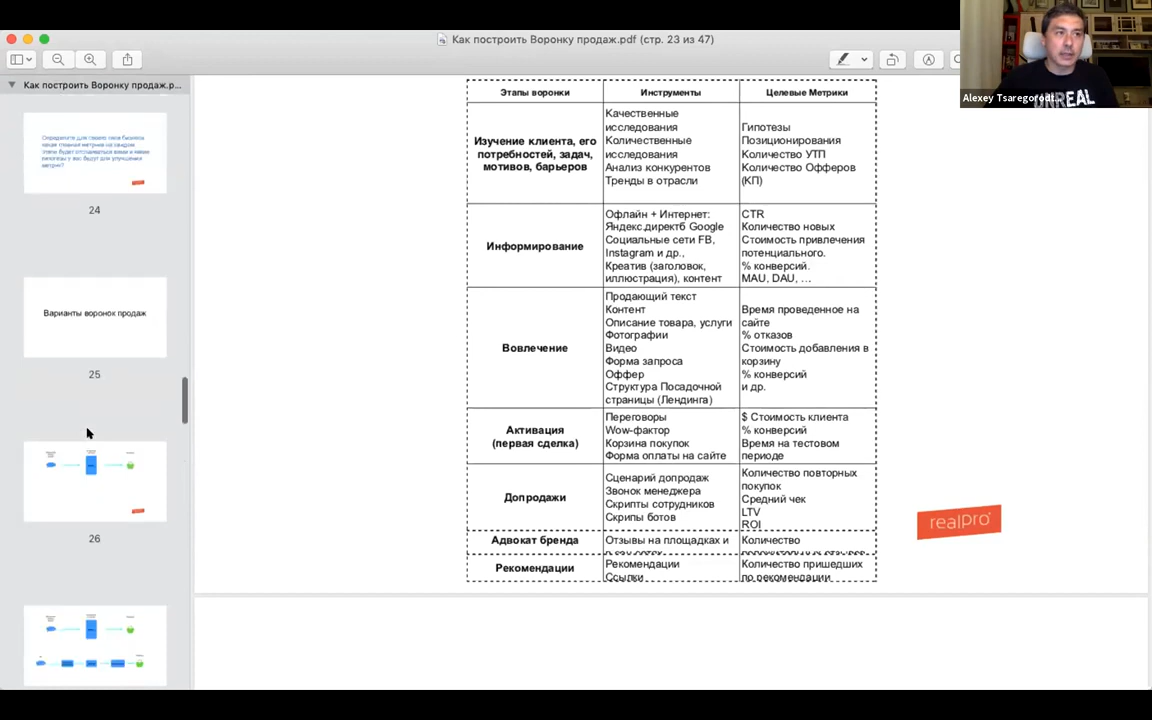 Как построить Воронку продаж.pdf (стр. 23 из 47)
Как построить Воронку продаж.p...
24
Варианты воронок продаж
25
26
Этапы воронки
Инструменты
Целевые Метрики
Изучение клиента, его
потребностей, задач,
мотивов, барьеров
Качественные
исследования
Количественные
исследования
Анализ конкурентов
Тренды в отрасли
Гипотезы
Позиционирования
Количество УТП
Количество Офферов
(КП)
Информирование
Офлайн + Интернет:
Яндекс.директб Google
Социальные сети FB,
Instagram и др.,
Креатив (заголовок,
иллюстрация), контент
CTR
Количество новых
Стоимость привлечения
потенциального.
% конверсий.
MAU, DAU, …
Вовлечение
Продающий текст
Контент
Описание товара, услуги
Фотографии
Видео
Форма запроса
Оффер
Структура Посадочной
страницы (Лендинга)
Время проведенное на
сайте
% отказов
Стоимость добавления в
корзину
% конверсий
и др.
Активация
(первая сделка)
Переговоры
Wow-фактор
Корзина покупок
Форма оплаты на сайте
$ Стоимость клиента
% конверсий
Время на тестовом
периоде
Допродажи
Сценарий допродаж
Звонок менеджера
Скрипты сотрудников
Скрипы ботов
Количество повторных
покупок
Средний чек
LTV
ROI
Адвокат бренда
Отзывы на площадках и
Количество
Рекомендации
Рекомендации
Ссылки
Количество пришедших
по рекомендации
realpro
Alexey Tsaregorodt...
UNREAL